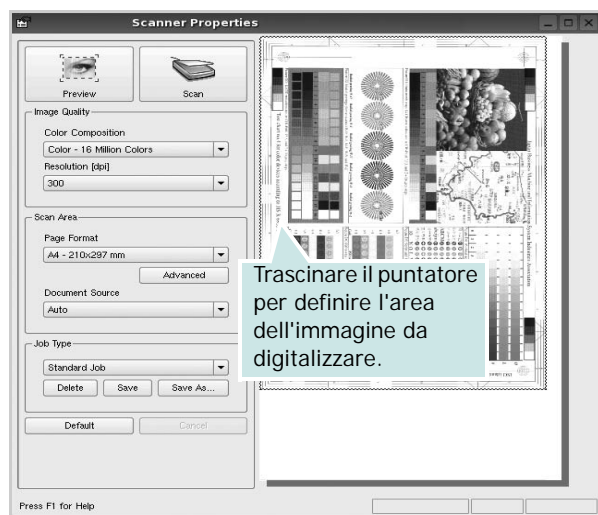 Scanner Properties
Preview
Scan
Image Quality
Color Composition
Color - 16 Million Colors
Resolution [dpi]
300
Scan Area
Page Format
A4 - 210x297 mm
Advanced
Document Source
Auto
Job Type
Standard Job
Delete
Save
Save As...
Default
Cancel
Trascinare il puntatore
per definire l'area
dell'immagine da
digitalizzare.
Press F1 for Help